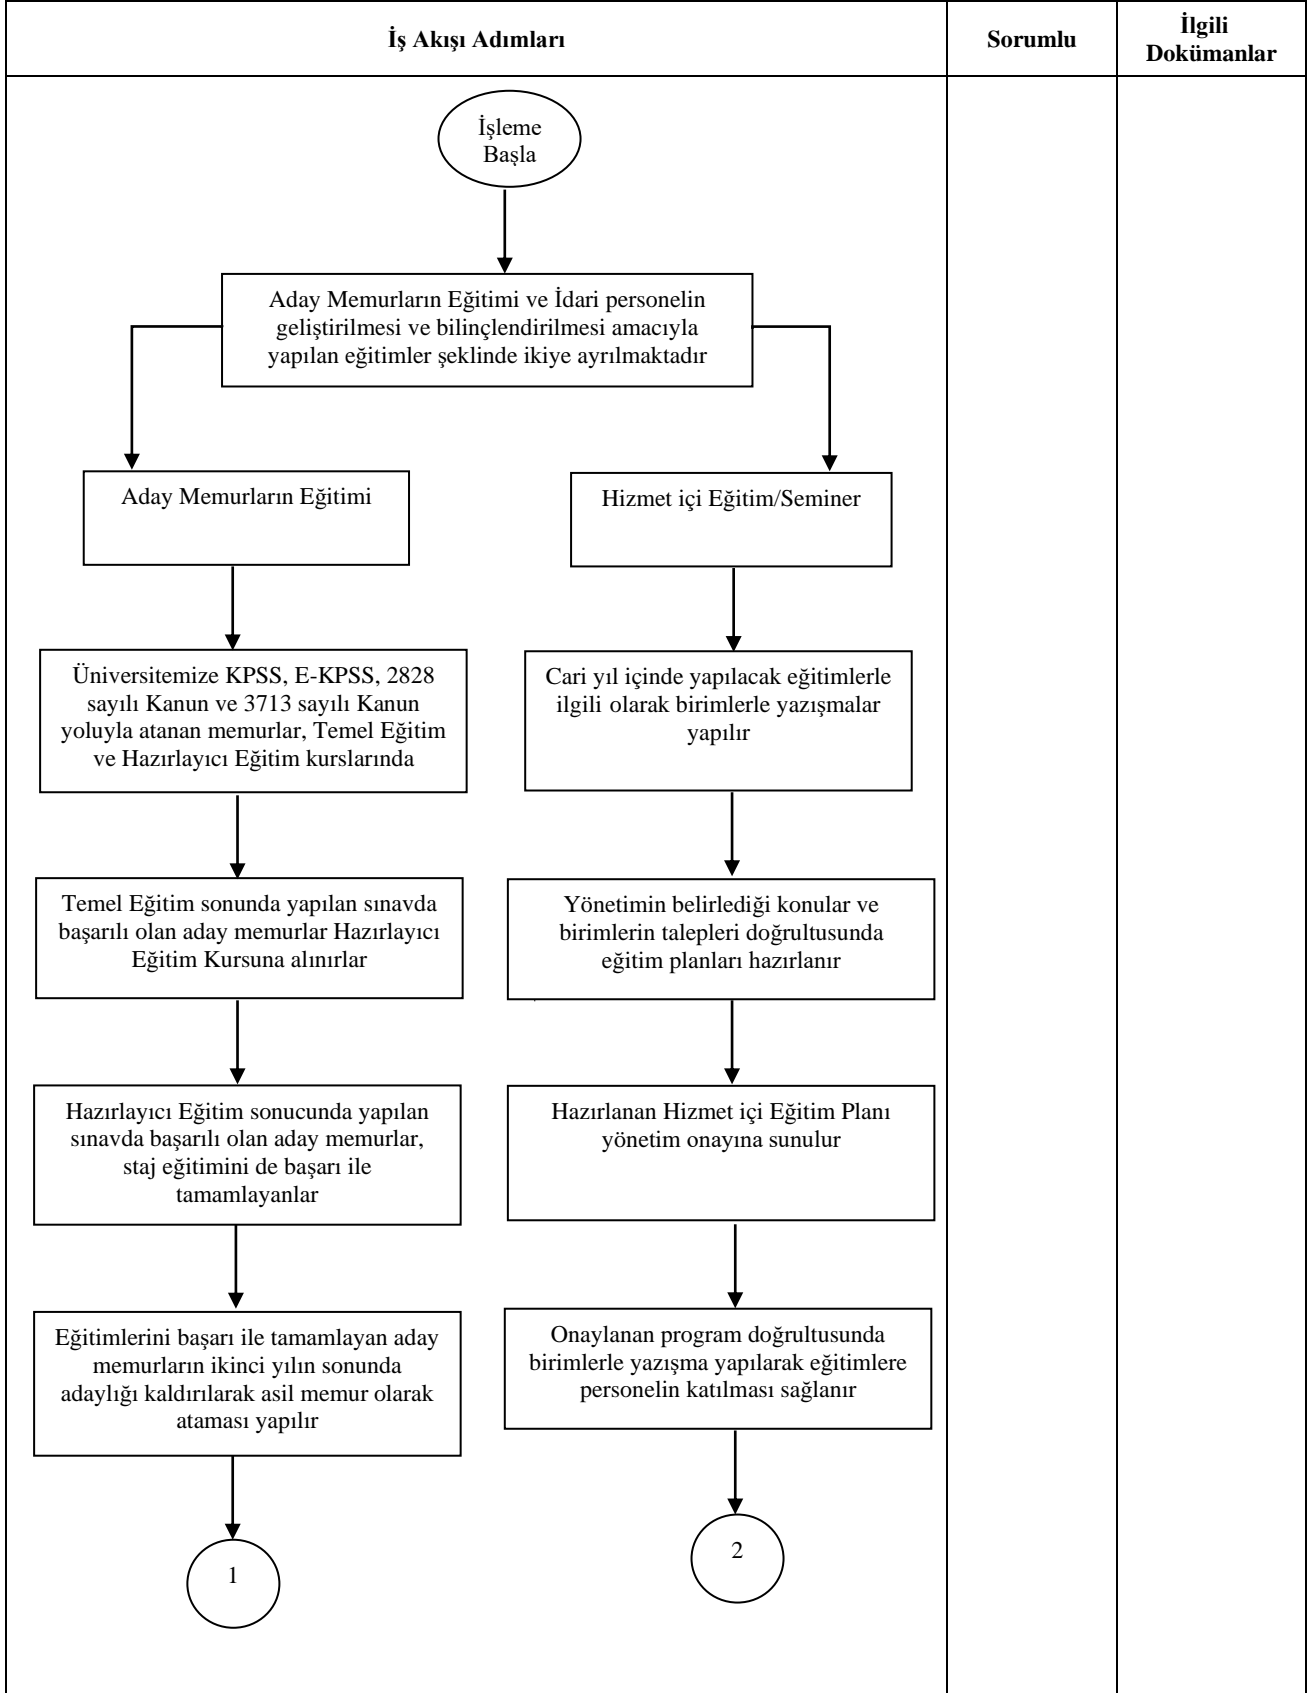 İş Akışı Adımları
Sorumlu
İlgili
Dokümanlar
İşleme
Başla
Aday Memurların Eğitimi ve İdari personelin
geliştirilmesi ve bilinçlendirilmesi amacıyla
yapılan eğitimler şeklinde ikiye ayrılmaktadır
Aday Memurların Eğitimi
Hizmet içi Eğitim/Seminer
Üniversitemize KPSS, E-KPSS, 2828
sayılı Kanun ve 3713 sayılı Kanun
yoluyla atanan memurlar, Temel Eğitim
ve Hazırlayıcı Eğitim kurslarında
Cari yıl içinde yapılacak eğitimlerle
ilgili olarak birimlerle yazışmalar
yapılır
Temel Eğitim sonunda yapılan sınavda
başarılı olan aday memurlar Hazırlayıcı
Eğitim Kursuna alınırlar
Yönetimin belirlediği konular ve
birimlerin talepleri doğrultusunda
eğitim planları hazırlanır
Hazırlayıcı Eğitim sonucunda yapılan
sınavda başarılı olan aday memurlar,
staj eğitimini de başarı ile
tamamlayanlar
Hazırlanan Hizmet içi Eğitim Planı
yönetim onayına sunulur
Eğitimlerini başarı ile tamamlayan aday
memurların ikinci yılın sonunda
adaylığı kaldırılarak asil memur olarak
ataması yapılır
Onaylanan program doğrultusunda
birimlerle yazışma yapılarak eğitimlere
personelin katılması sağlanır
1
2